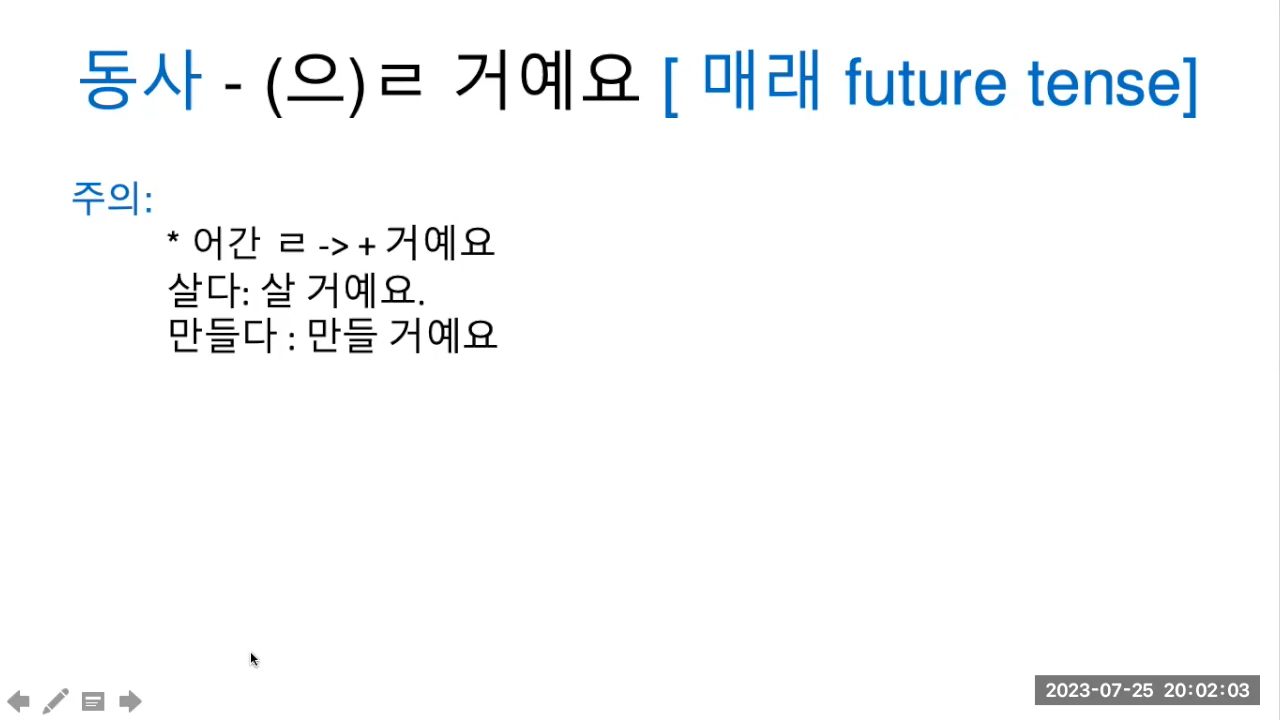 동사 - (으)ㄹ 거예요 [ 매래 future tense]
주의:
* 어간 ㄹ -> + 거예요
살다: 살 거예요.
만들다 : 만들 거예요
2023-07-25 20:02:03